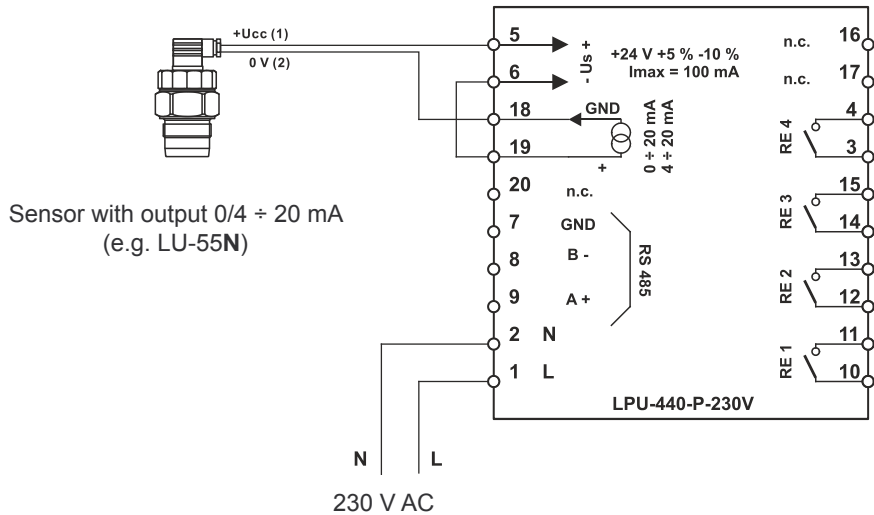 +Ucc (1)
0 V (2)
Sensor with output 0/4 ÷ 20 mA
(e.g. LU-55N)
5
6
18
19
20
7
8
9
2 N
1 L
- Us +
+24 V +5 % -10 %
Imax = 100 mA
GND
+
0 ÷ 20 mA
4 ÷ 20 mA
n.c.
GND
B -
A +
RS 485
n.c. 16
n.c. 17
4
RE 4
3
15
RE 3
14
13
RE 2
12
11
RE 1
10
LPU-440-P-230V
N L
230 V AC